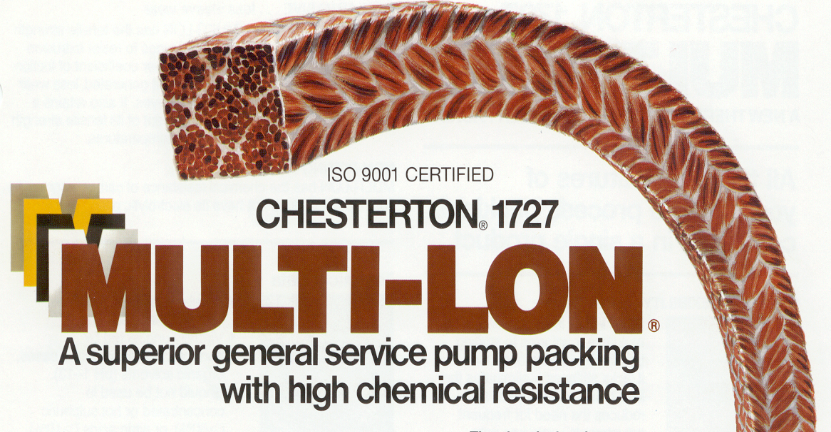 ISO 9001 CERTIFIED
CHESTERTON® 1727
MULTI-LON®
A superior general service pump packing
with high chemical resistance